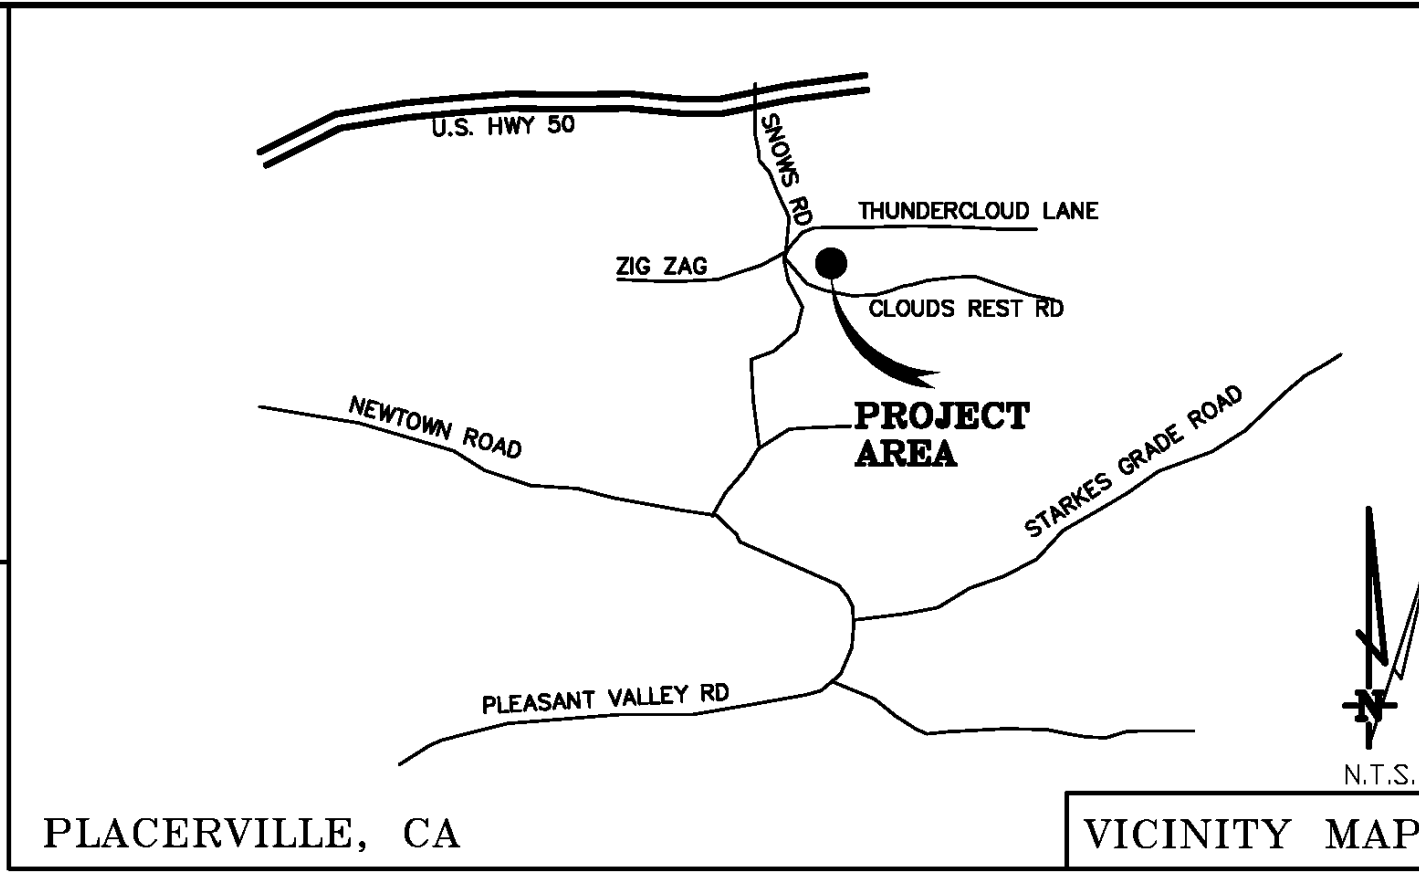 U.S. HWY 50
SNOWS RD
THUNDERCLOUD LANE
ZIG ZAG
CLOUDS REST RD
PROJECT
AREA
NEWTOWN ROAD
STARKES GRADE ROAD
PLEASANT VALLEY RD
N
N.T.S.
PLACERVILLE, CA
VICINITY MAP